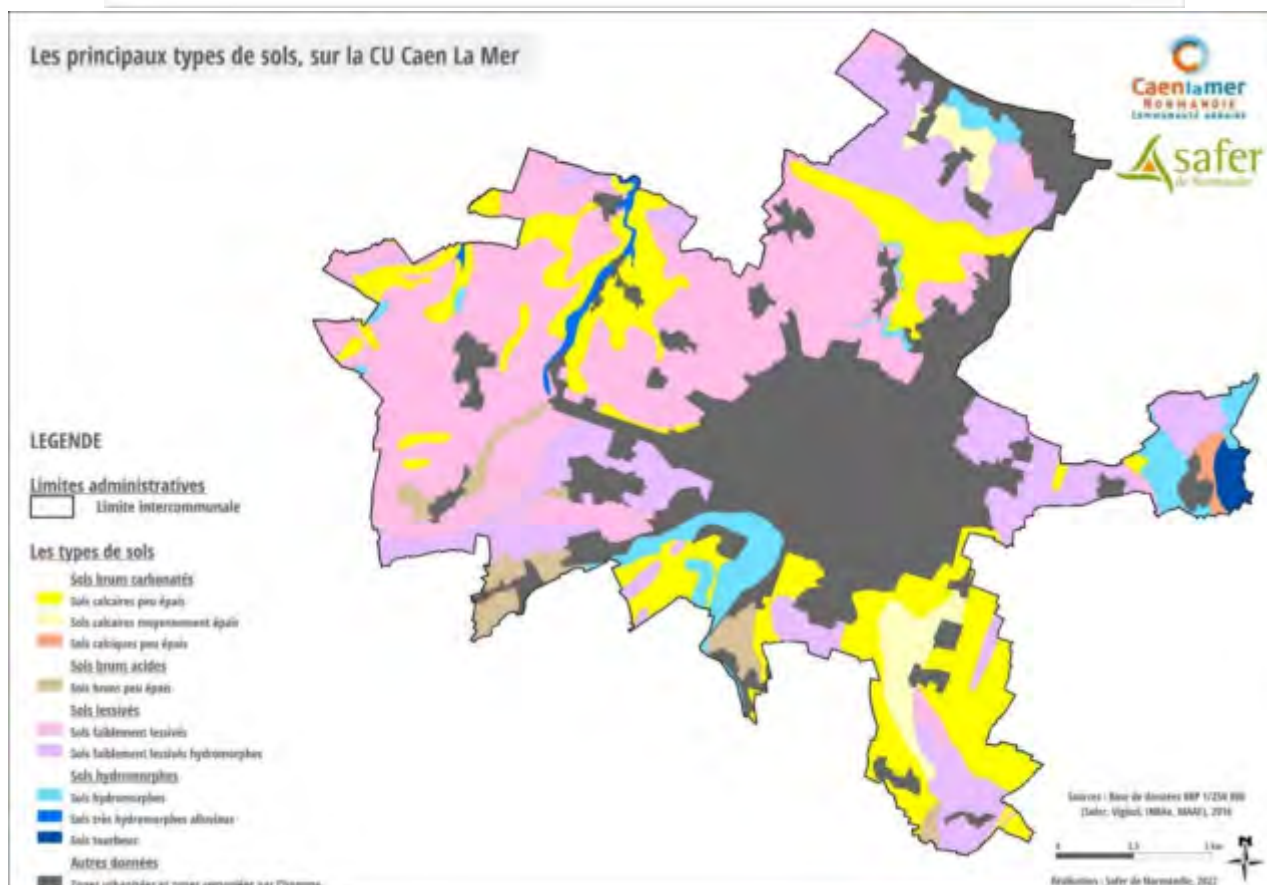 Les principaux types de sols, sur la CU Caen La Mer
Caenlamer
NORMANDIE
COMMUNAUTÉ URBAINE
safer
de Normandie
LEGENDE
Limites administratives
Limite intercommunale
Les types de sols
Sols bruns carbonatés
Sols calcaires peu épais
Sols calcaires moyennement épais
Sols calciques peu épais
Sols bruns acides
Sols bruns peu épais
Sols lessivés
Sols faiblement lessivés
Sols faiblement lessivés hydromorphes
Sols hydromorphes
Sols hydromorphes
Sols très hydromorphes alluviaux
Sols tourbeux
Autres données
Sources : Base de données RRP 1/250 000
(Safer, Vigisol, INRAe, MAAF), 2016
0
N
Réalisation : Safer de Normandie, 2022